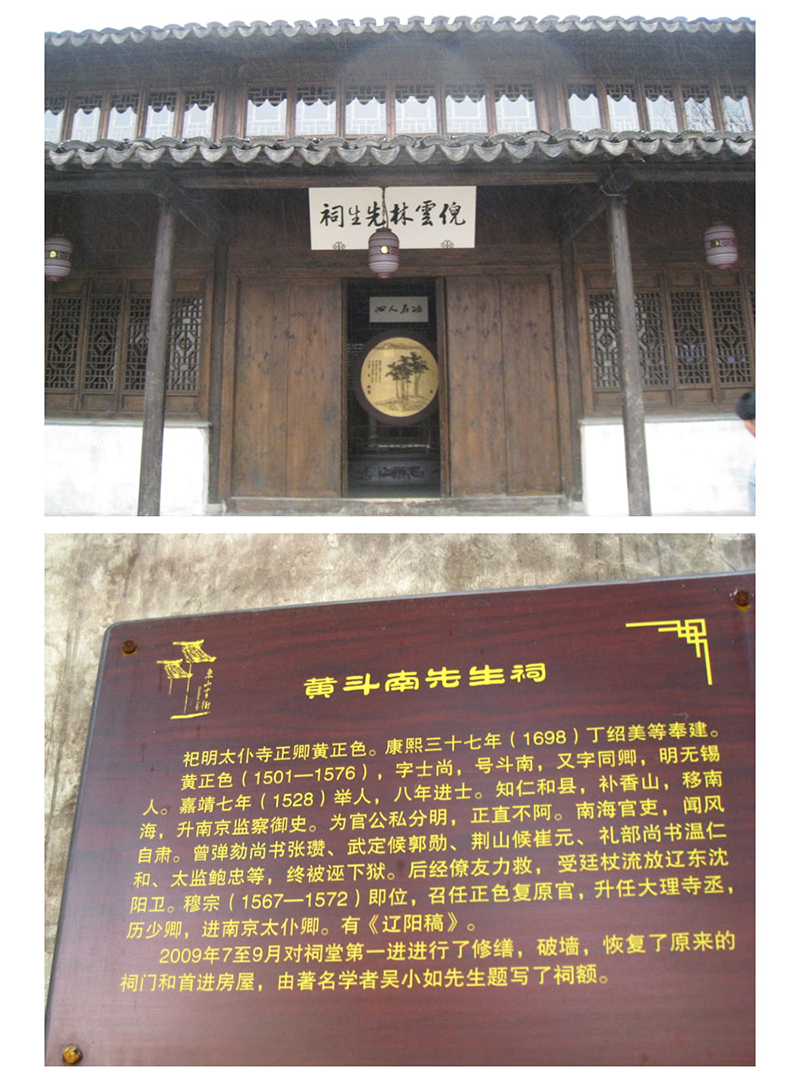 倪雲林先生祠
惠山古街
黄斗南先生祠
祀明太仆寺正卿黄正色。康熙三十七年（1698）丁绍美等奉建。
黄正色（1501—1576），字士尚，号斗南，又字同卿，明无锡
人。嘉靖七年（1528）举人，八年进士。知仁和县，补香山，移南
海，升南京监察御史。为官公私分明，正直不阿。南海官吏，闻风
自肃。曾弹劾尚书张瓒、武定候郭勋、荆山候崔元、礼部尚书温仁
和、太监鲍忠等，终被诬下狱。后经僚友力救，受廷杖流放辽东沈
阳卫。穆宗（1567—1572）即位，召任正色复原官，升任大理寺丞，
历少卿，进南京太仆卿。有《辽阳稿》。
2009年7至9月对祠堂第一进进行了修缮，破墙，恢复了原来的
祠门和首进房屋，由著名学者吴小如先生题写了祠额。